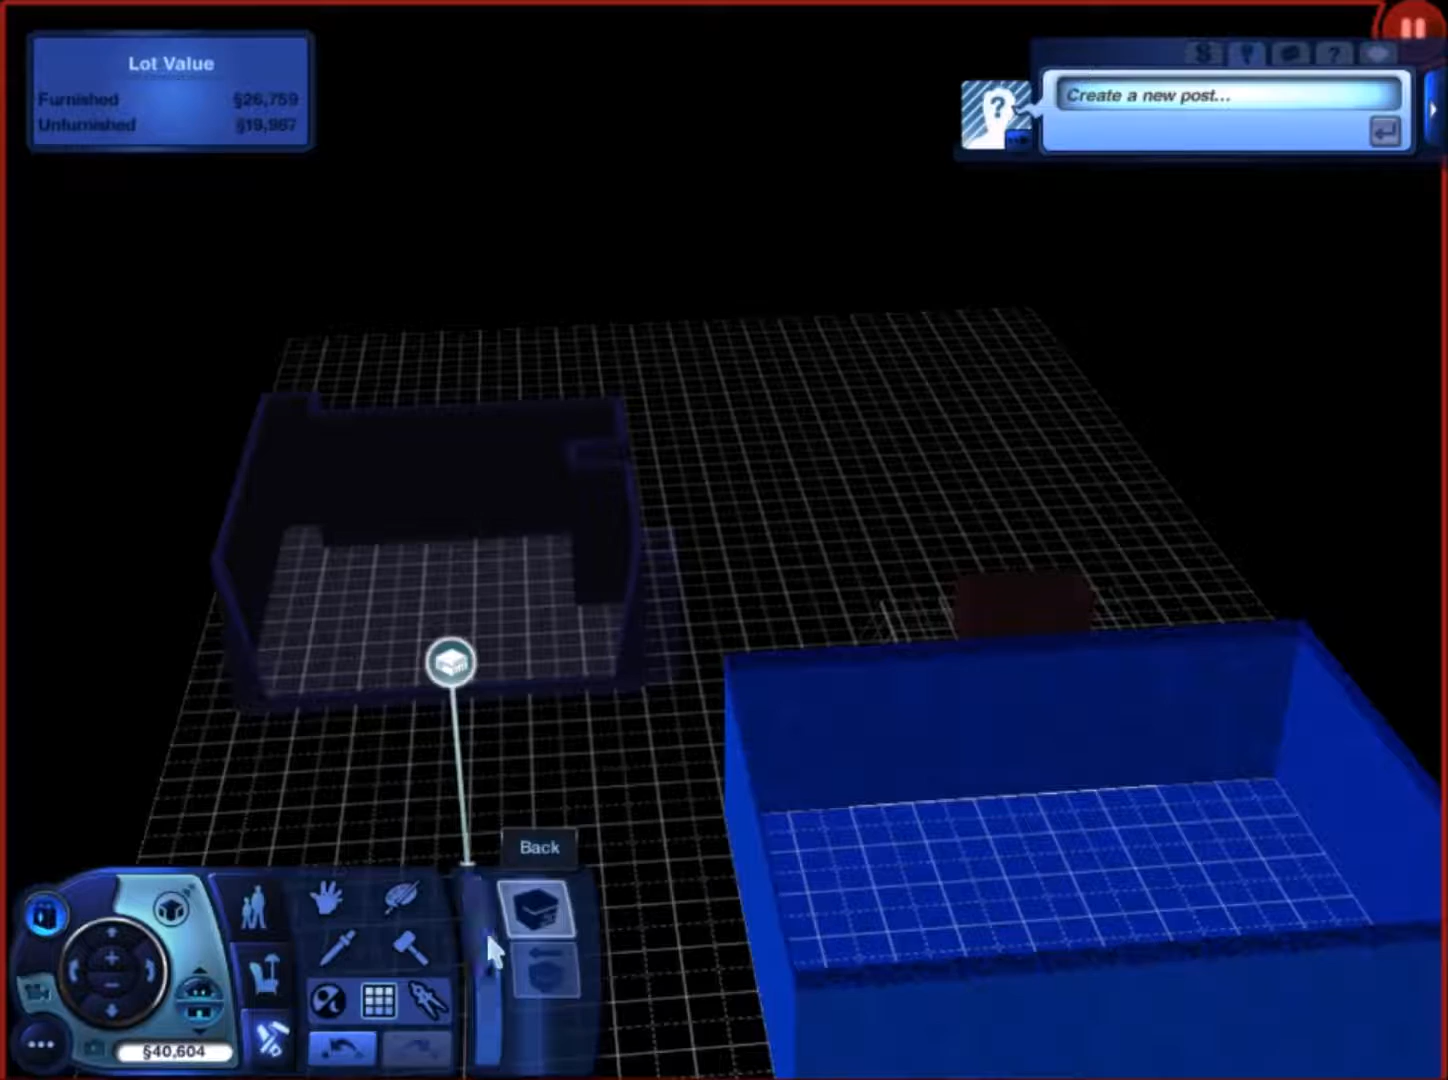 Lot Value
Furnished §26,759
Unfurnished §19,967
Create a new post...
?
Back
§40,604